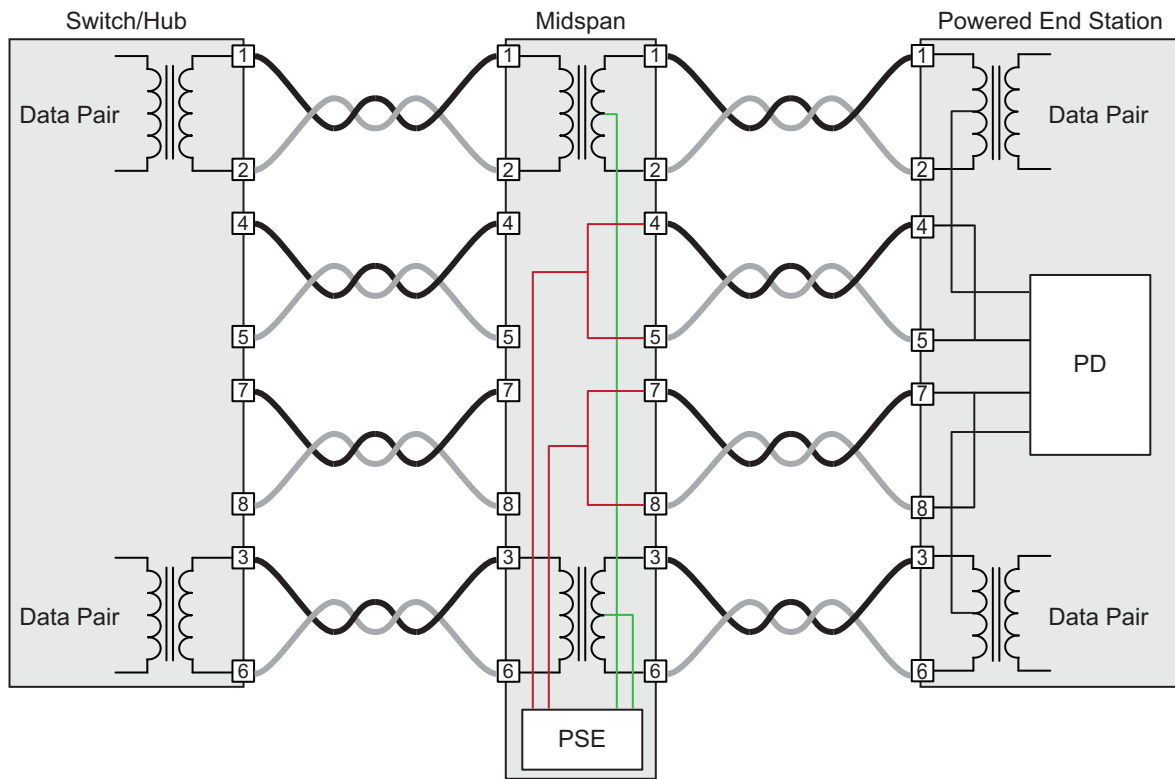 Switch/Hub Midspan Powered End Station
1 1 1 1
Data Pair Data Pair
2 2 2 2
4 4 4 4
5 5 5 5
PD
7 7 7 7
8 8 8 8
3 3 3 3
Data Pair Data Pair
6 6 6 6
PSE